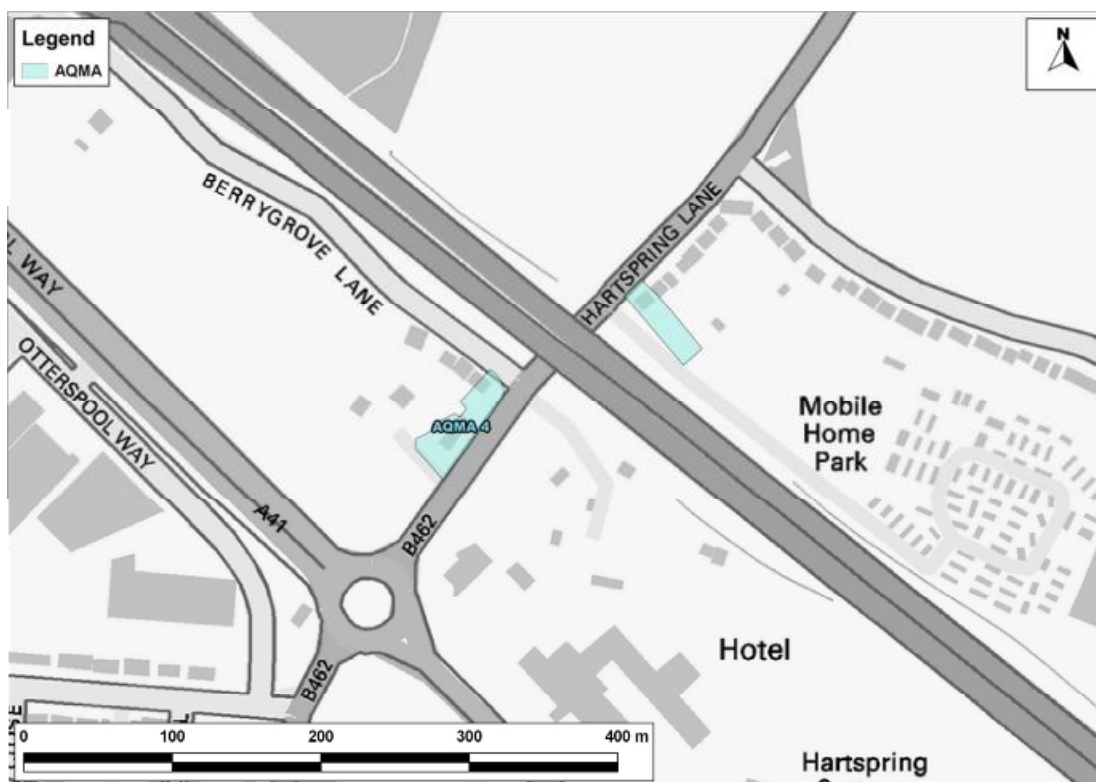 Legend
AQMA
N
BERRYGROVE LANE
HARTSPRING LANE
WAY
OTTERSPOOL WAY
AQMA 4
Mobile
Home
Park
A41
B462
Hotel
B462
0 100 200 300 400 m
Hartspring